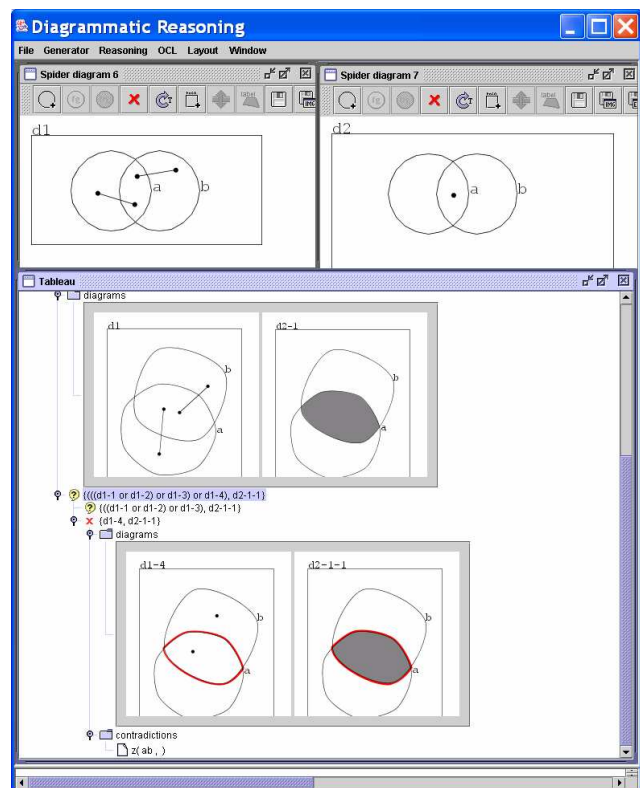 Diagrammatic Reasoning
File Generator Reasoning OCL Layout Window
Spider diagram 6
Spider diagram 7
d1
a
b
d2
a
b
Tableau
diagrams
d1
b
a
d2-1
b
a
{((((d1-1 or d1-2) or d1-3) or d1-4), d2-1-1}
{(((d1-1 or d1-2) or d1-3), d2-1-1}
{d1-4, d2-1-1}
diagrams
d1-4
b
a
d2-1-1
b
a
contradictions
z( ab , )